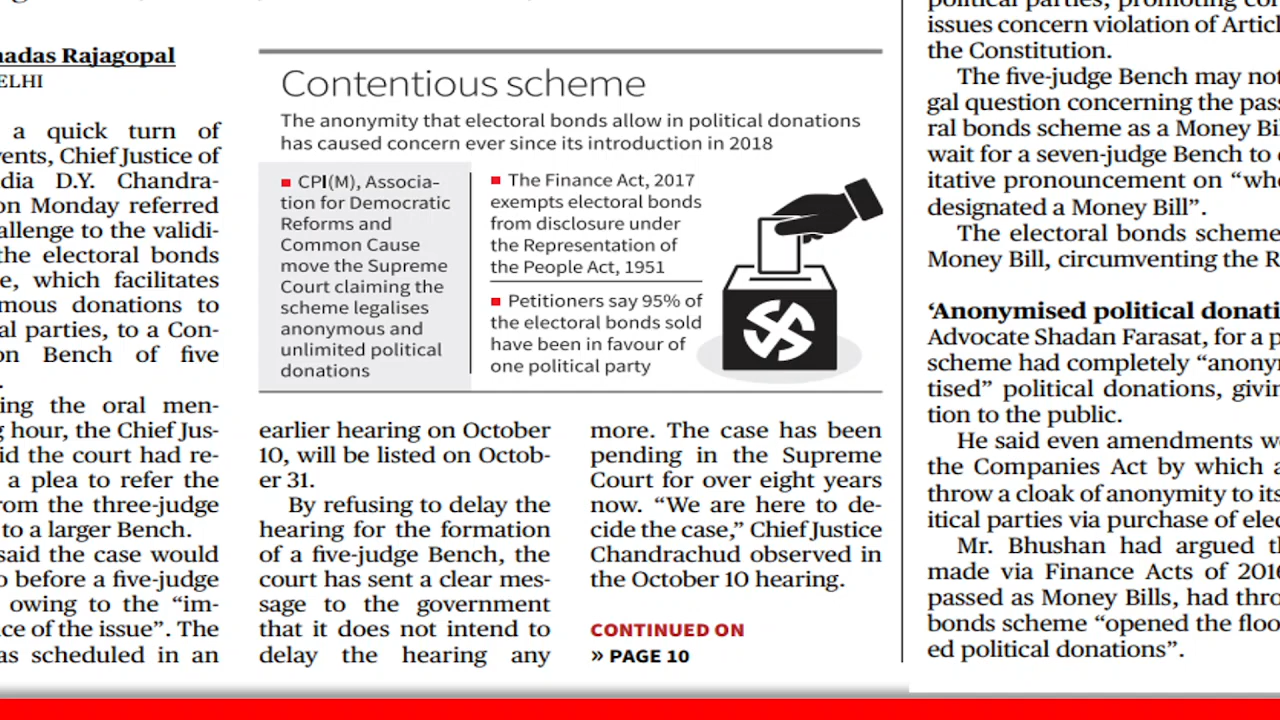 madas Rajagopal
ELHI
a quick turn of
vents, Chief Justice of
dia D.Y. Chandra-
on Monday referred
allenge to the validi-
the electoral bonds
e, which facilitates
mous donations to
al parties, to a Con-
on Bench of five
.
ing the oral men-
g hour, the Chief Jus-
id the court had re-
a plea to refer the
rom the three-judge
to a larger Bench.
said the case would
o before a five-judge
owing to the “im-
ce of the issue”. The
as scheduled in an
Contentious scheme
The anonymity that electoral bonds allow in political donations
has caused concern ever since its introduction in 2018
CPI(M), Associa-
tion for Democratic
Reforms and
Common Cause
move the Supreme
Court claiming the
scheme legalises
anonymous and
unlimited political
donations
The Finance Act, 2017
exempts electoral bonds
from disclosure under
the Representation of
the People Act, 1951
Petitioners say 95% of
the electoral bonds sold
have been in favour of
one political party
earlier hearing on October
10, will be listed on Octob-
er 31.
By refusing to delay the
hearing for the formation
of a five-judge Bench, the
court has sent a clear mes-
sage to the government
that it does not intend to
delay the hearing any
more. The case has been
pending in the Supreme
Court for over eight years
now. “We are here to de-
cide the case,” Chief Justice
Chandrachud observed in
the October 10 hearing.
CONTINUED ON
» PAGE 10
political parties, promoting cor
issues concern violation of Articl
the Constitution.
The five-judge Bench may not
gal question concerning the pass
ral bonds scheme as a Money Bi
wait for a seven-judge Bench to
itative pronouncement on “whe
designated a Money Bill”.
The electoral bonds scheme
Money Bill, circumventing the R
‘Anonymised political donati
Advocate Shadan Farasat, for a p
scheme had completely “anonym
tised” political donations, givin
tion to the public.
He said even amendments we
the Companies Act by which a
throw a cloak of anonymity to its
itical parties via purchase of elec
Mr. Bhushan had argued th
made via Finance Acts of 2016
passed as Money Bills, had thro
bonds scheme “opened the floo
ed political donations”.